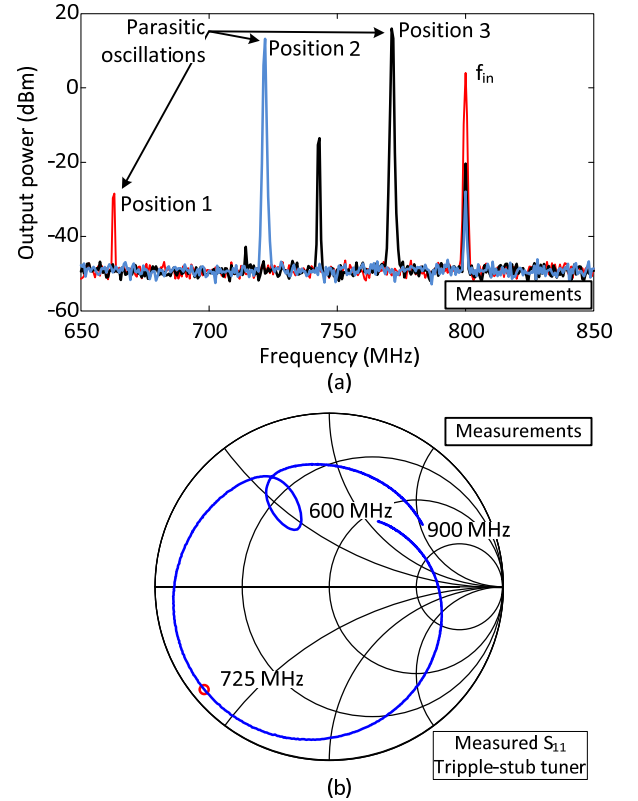 20
0
−20
−40
−60
Output power (dBm)
Parasitic
oscillations
Position 1
Position 2
Position 3
f_in
Measurements
650
700
750
800
850
Frequency (MHz)
(a)
Measurements
600 MHz
900 MHz
725 MHz
Measured S₁₁
Tripple−stub tuner
(b)